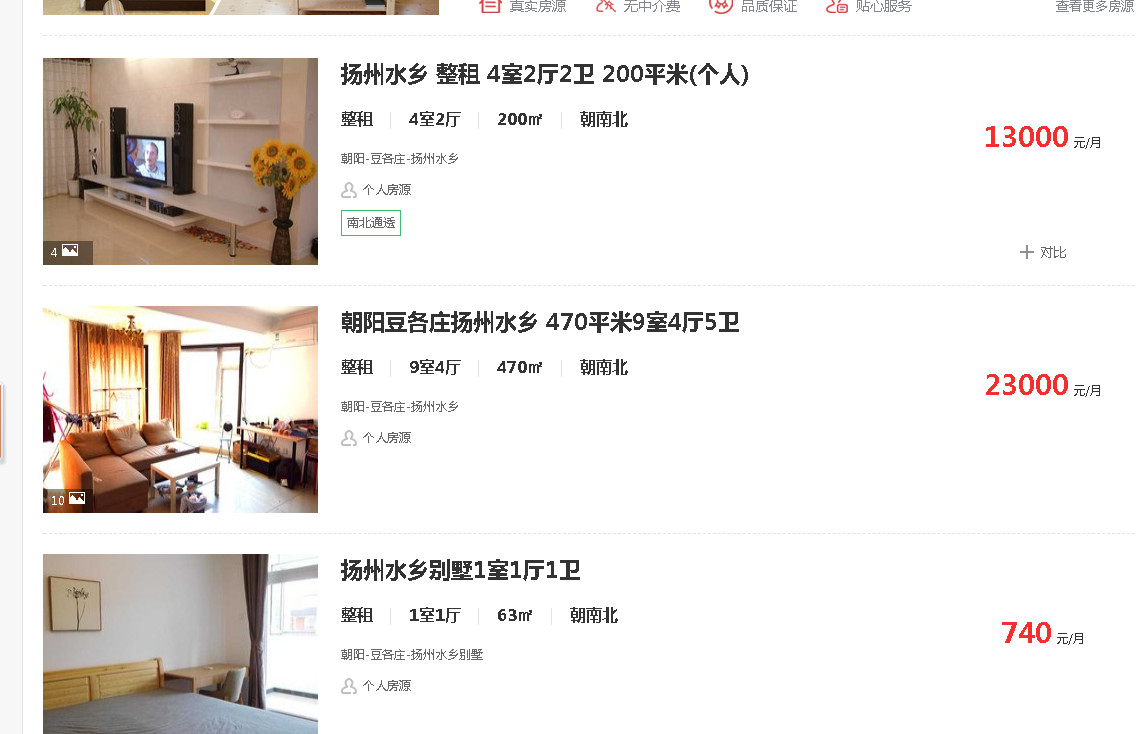 真实房源 无中介费 品质保证 贴心服务 查看更多房源
扬州水乡 整租 4室2厅2卫 200平米(个人)
整租 4室2厅 200㎡ 朝南北
13000 元/月
朝阳-豆各庄-扬州水乡
个人房源
南北通透
4
对比
朝阳豆各庄扬州水乡 470平米9室4厅5卫
整租 9室4厅 470㎡ 朝南北
23000 元/月
朝阳-豆各庄-扬州水乡
个人房源
10
扬州水乡别墅1室1厅1卫
整租 1室1厅 63㎡ 朝南北
740 元/月
朝阳-豆各庄-扬州水乡别墅
个人房源